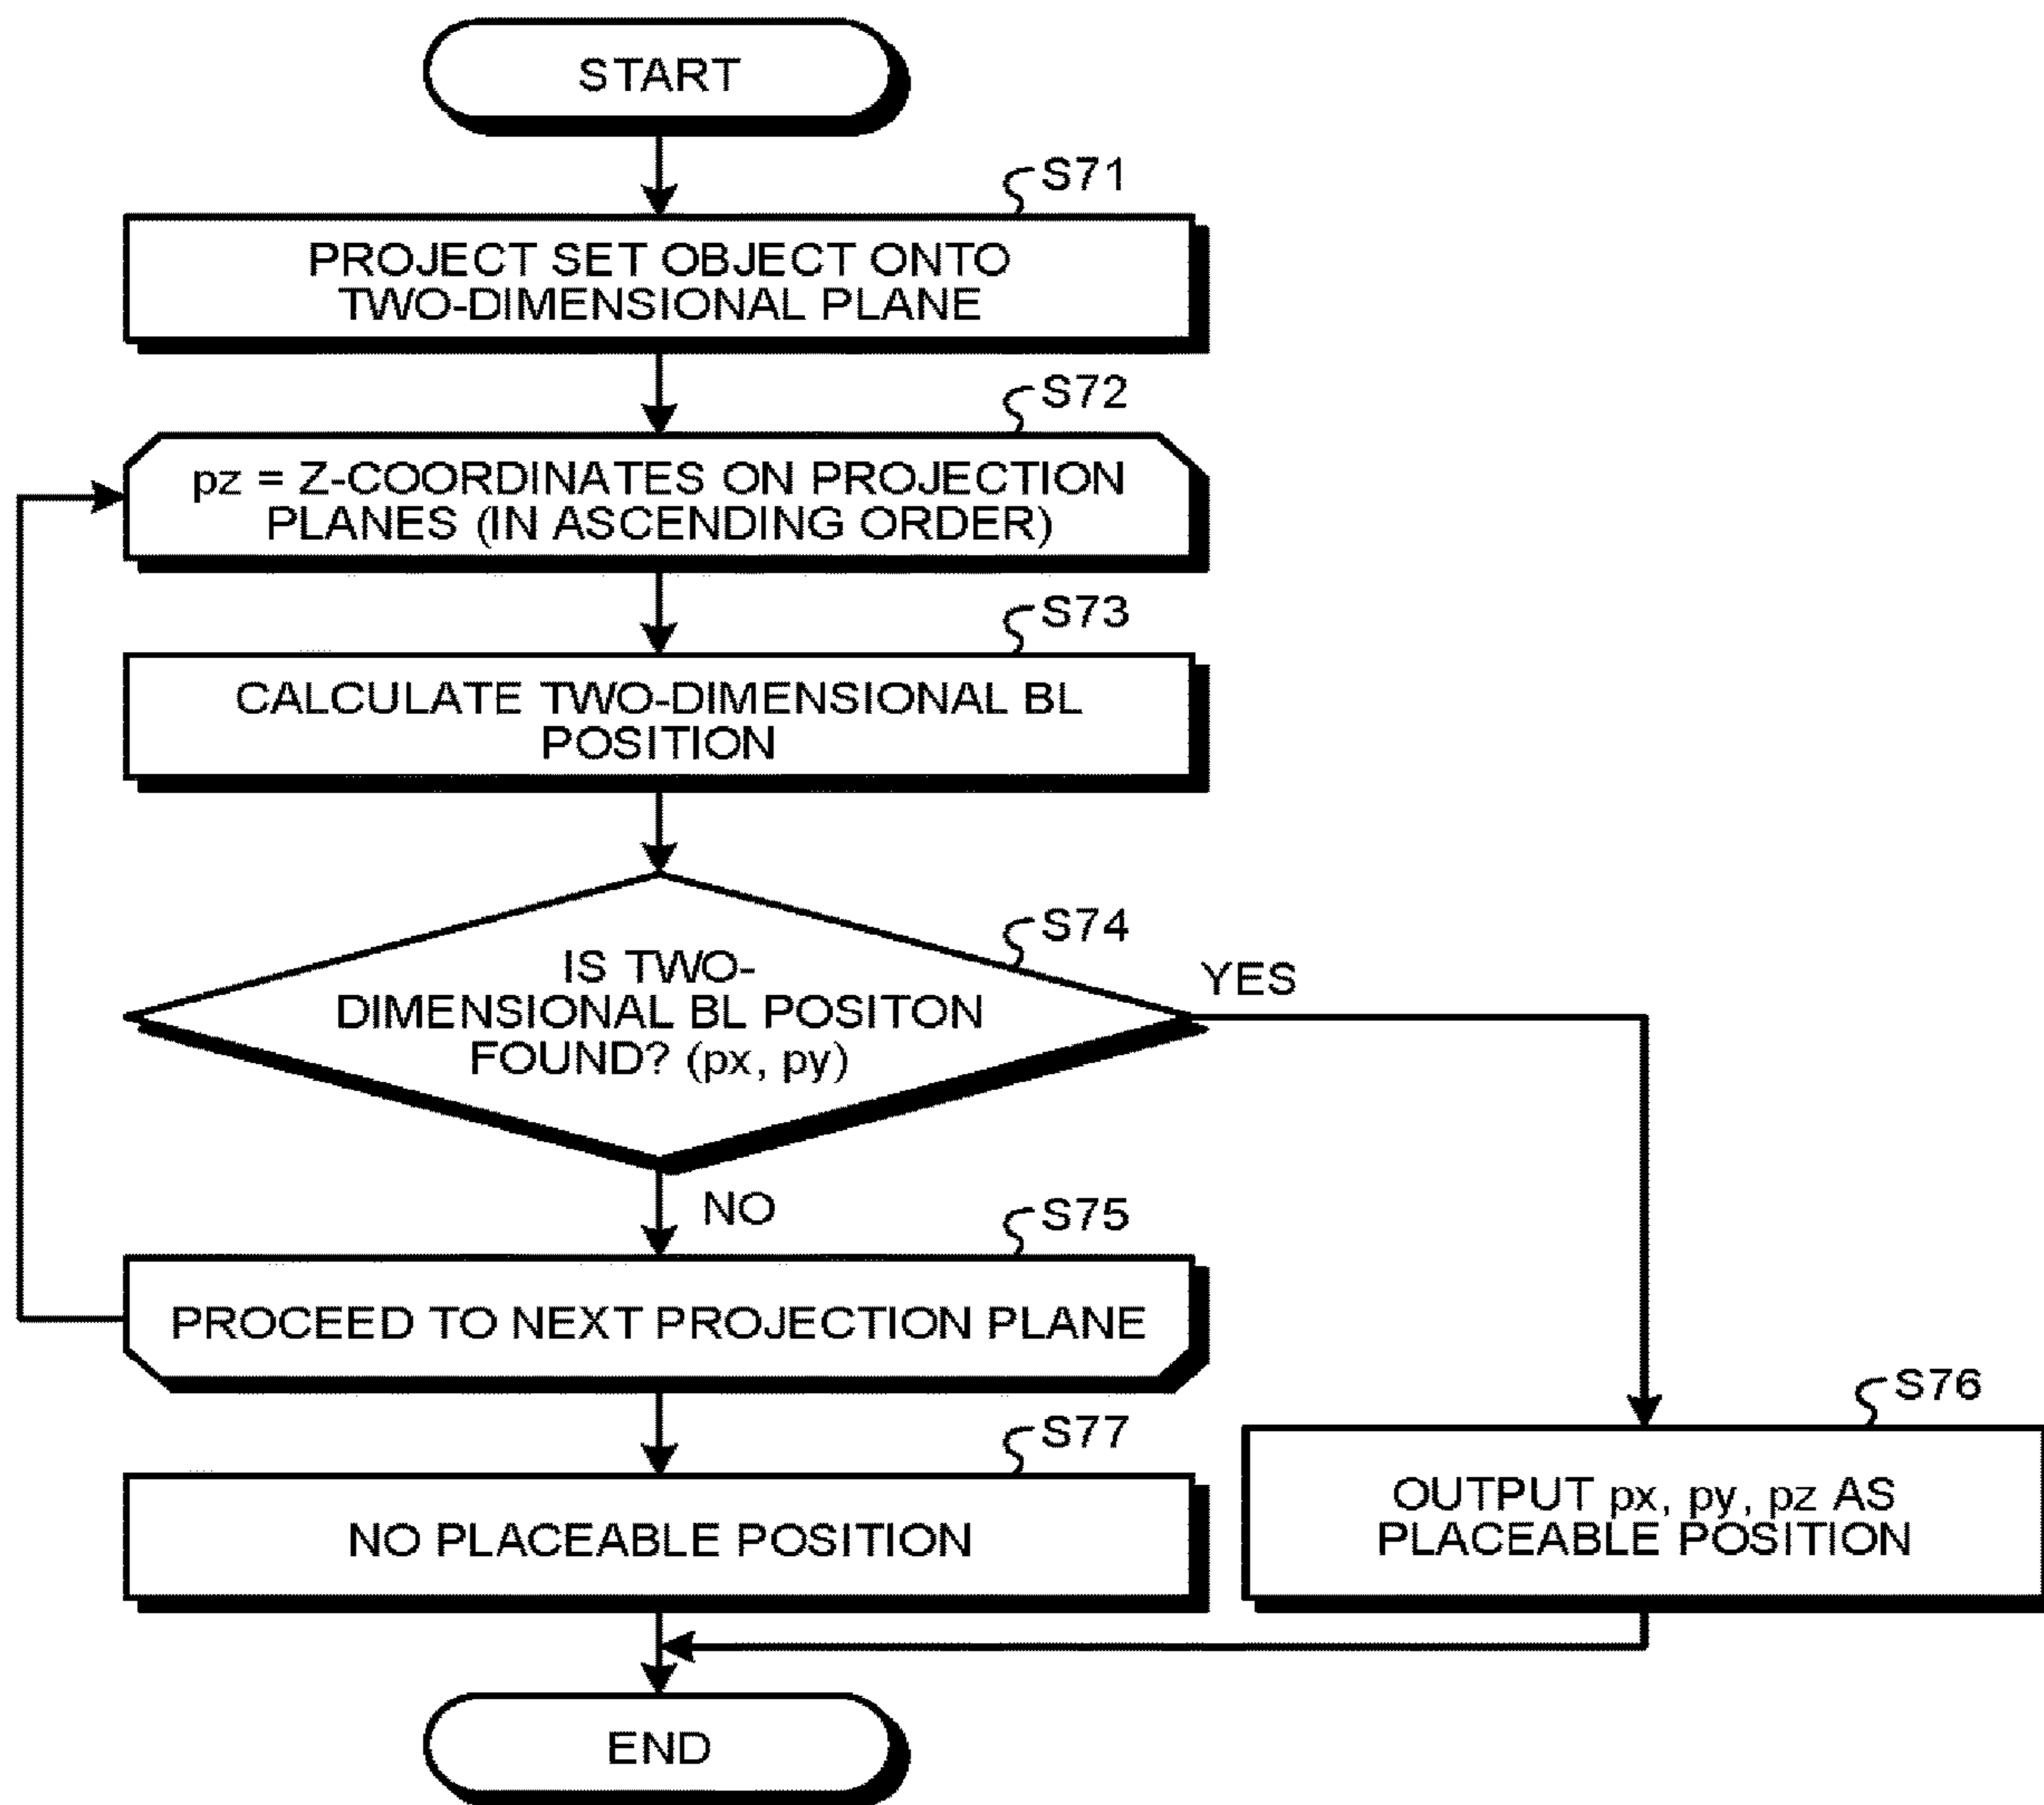 START
S71
PROJECT SET OBJECT ONTO
TWO-DIMENSIONAL PLANE
S72
pz = Z-COORDINATES ON PROJECTION
PLANES (IN ASCENDING ORDER)
S73
CALCULATE TWO-DIMENSIONAL BL
POSITION
S74
IS TWO-
DIMENSIONAL BL POSITON
FOUND? (px, py)
YES
NO
S75
PROCEED TO NEXT PROJECTION PLANE
S76
OUTPUT px, py, pz AS
PLACEABLE POSITION
S77
NO PLACEABLE POSITION
END